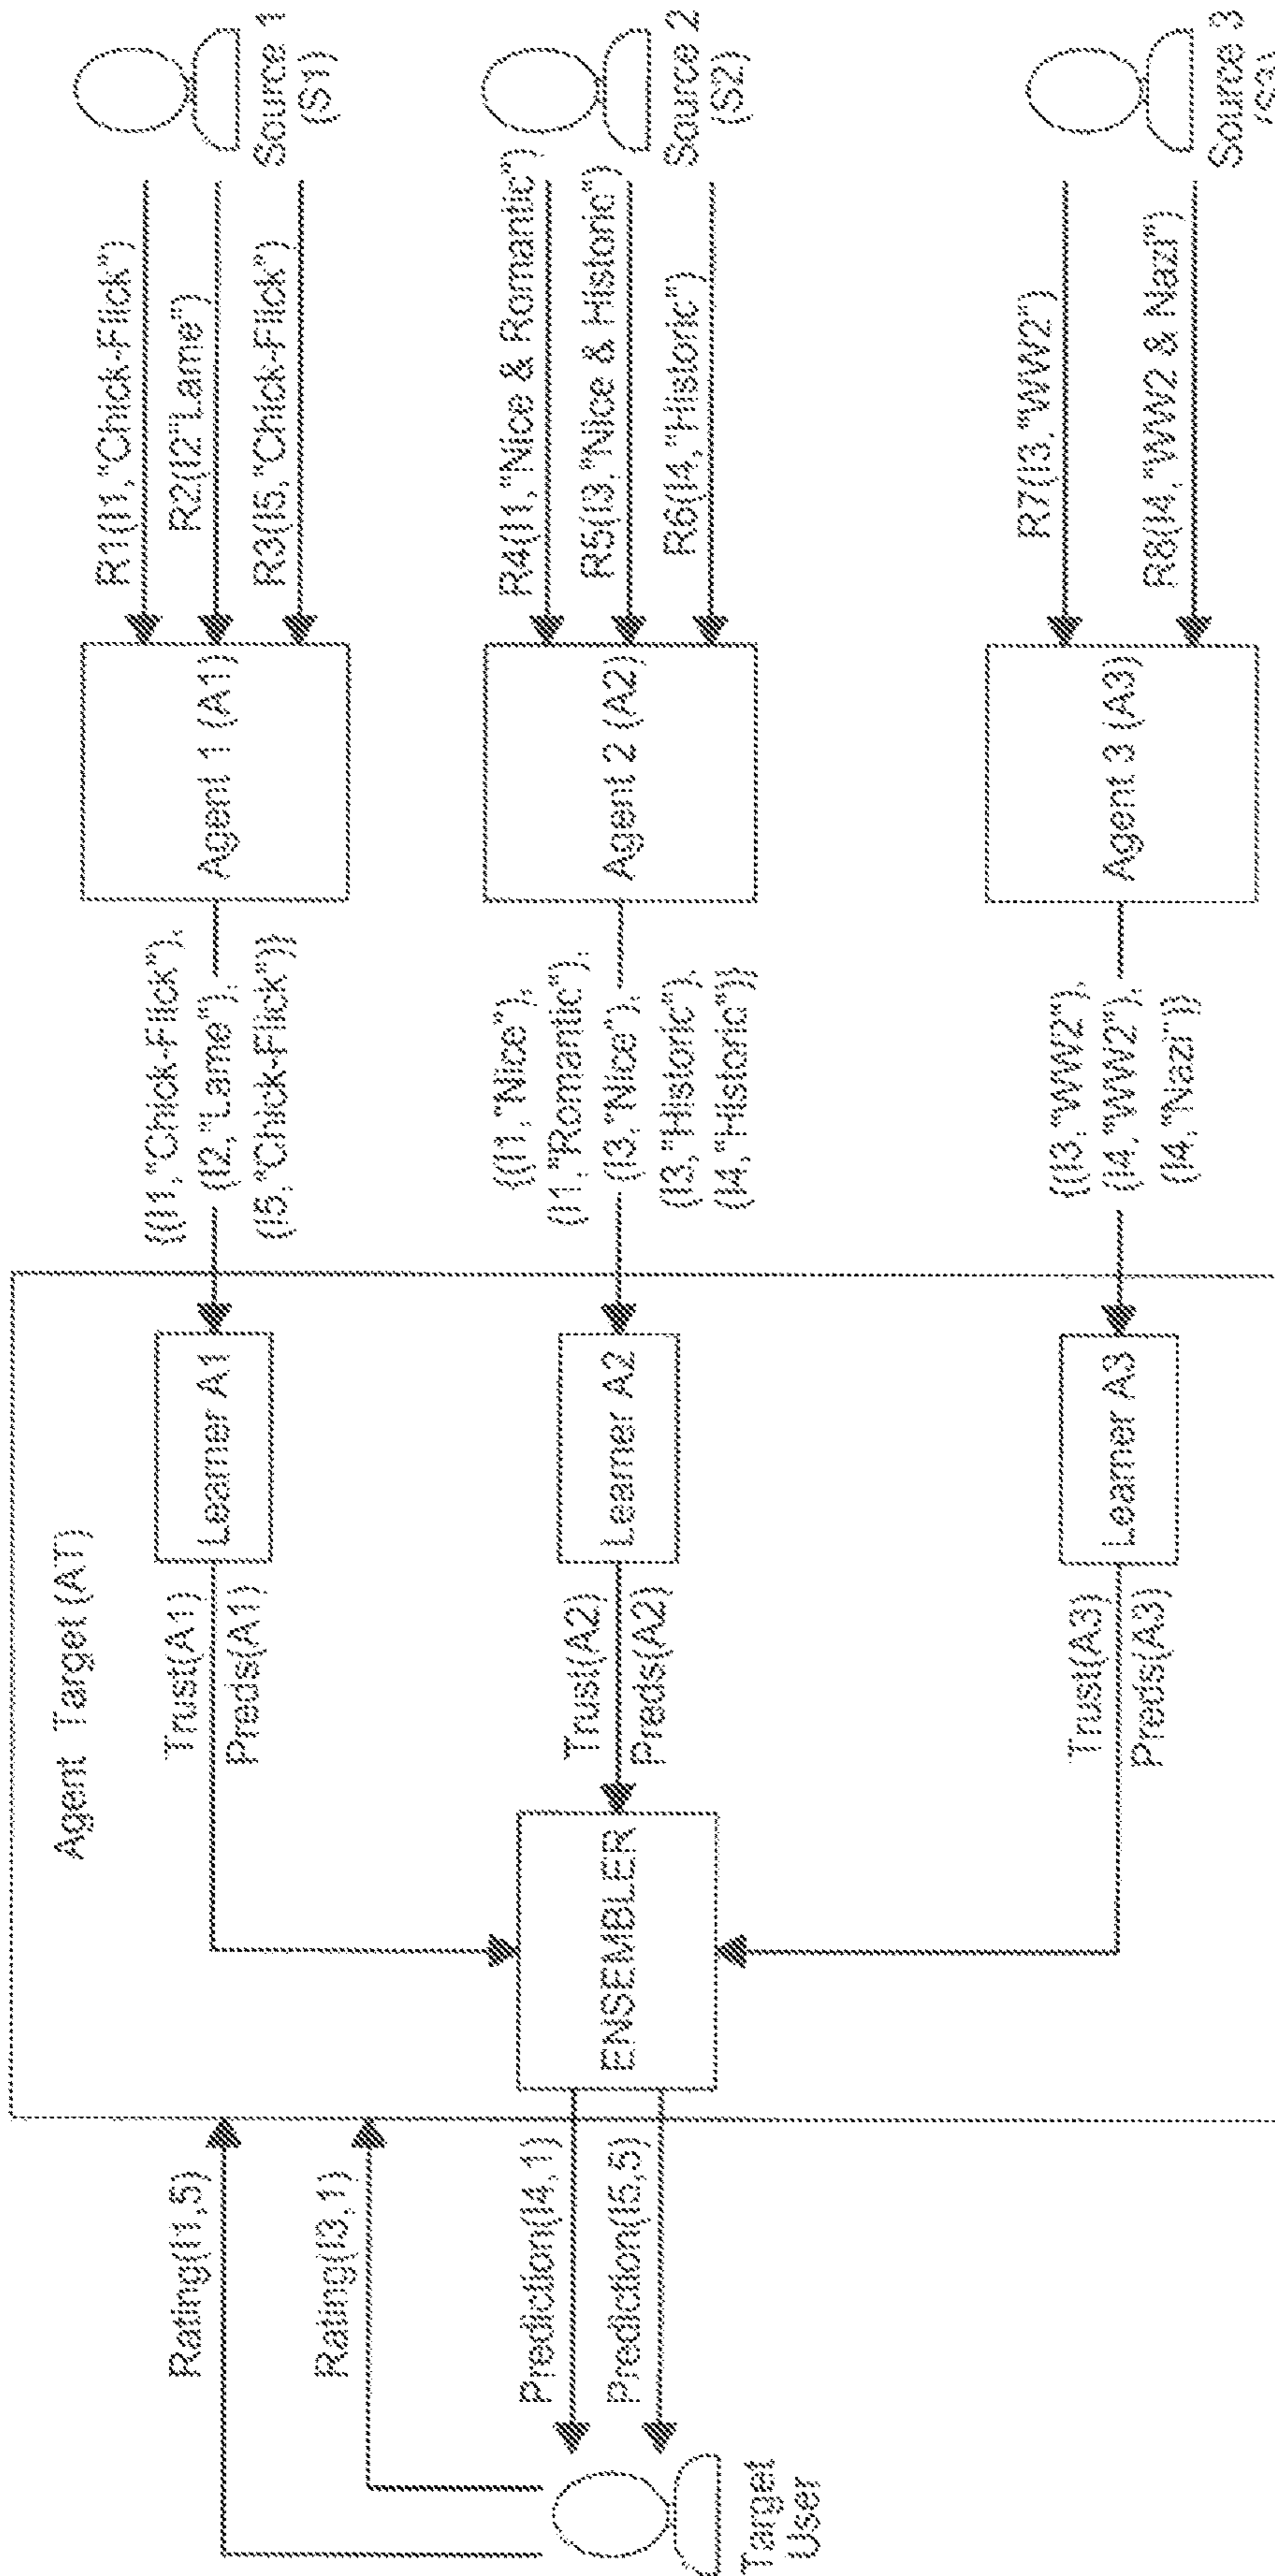 Agent Target (AT)
Rating(I1,5)
Rating(I3,1)
Prediction(I4,1)
Prediction(I5,5)
Target
User
ENSEMBLER
Trust(A1)
Preds(A1)
Learner A1
{(I1,"Chick-Flick"),
(I2,"Lame"),
(I5,"Chick-Flick")}
Agent 1 (A1)
R1(I1,"Chick-Flick")
R2(I2"Lame")
R3(I5,"Chick-Flick")
Source 1
(S1)
Trust(A2)
Preds(A2)
Learner A2
{(I1,"Nice"),
(I1,"Romantic"),
(I3,"Nice"),
(I3,"Historic"),
(I4,"Historic")}
Agent 2 (A2)
R4(I1,"Nice & Romantic")
R5(I3,"Nice & Historic")
R6(I4,"Historic")
Source 2
(S2)
Trust(A3)
Preds(A3)
Learner A3
{(I3,"WW2"),
(I4,"WW2"),
(I4,"Nazi")}
Agent 3 (A3)
R7(I3,"WW2")
R8(I4,"WW2 & Nazi")
Source 3